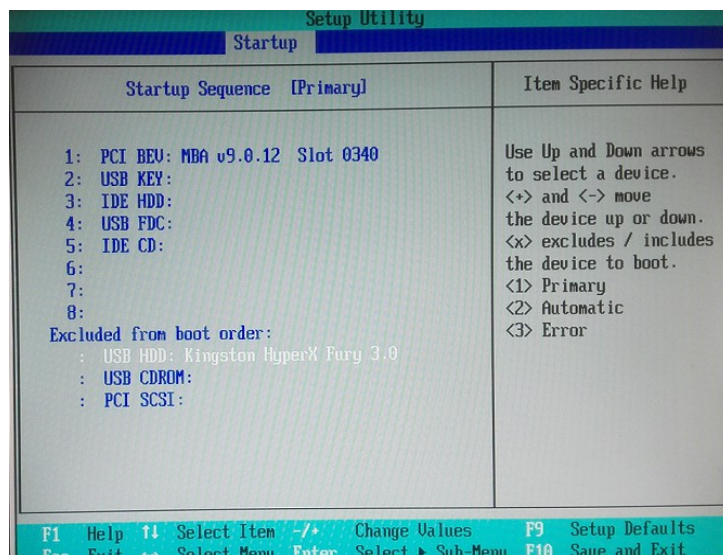 Setup Utility
Startup
Startup Sequence [Primary]
Item Specific Help
1: PCI BEV: MBA v9.0.12 Slot 0340
2: USB KEY:
3: IDE HDD:
4: USB FDC:
5: IDE CD:
6:
7:
8:
Excluded from boot order:
: USB HDD: Kingston HyperX Fury 3.0
: USB CDROM:
: PCI SCSI:
Use Up and Down arrows
to select a device.
<+> and <-> move
the device up or down.
<x> excludes / includes
the device to boot.
<1> Primary
<2> Automatic
<3> Error
F1 Help ↑↓ Select Item -/+ Change Values F9 Setup Defaults
Esc Exit ↔ Select Menu Enter Select ▸ Sub-Menu F10 Save and Exit